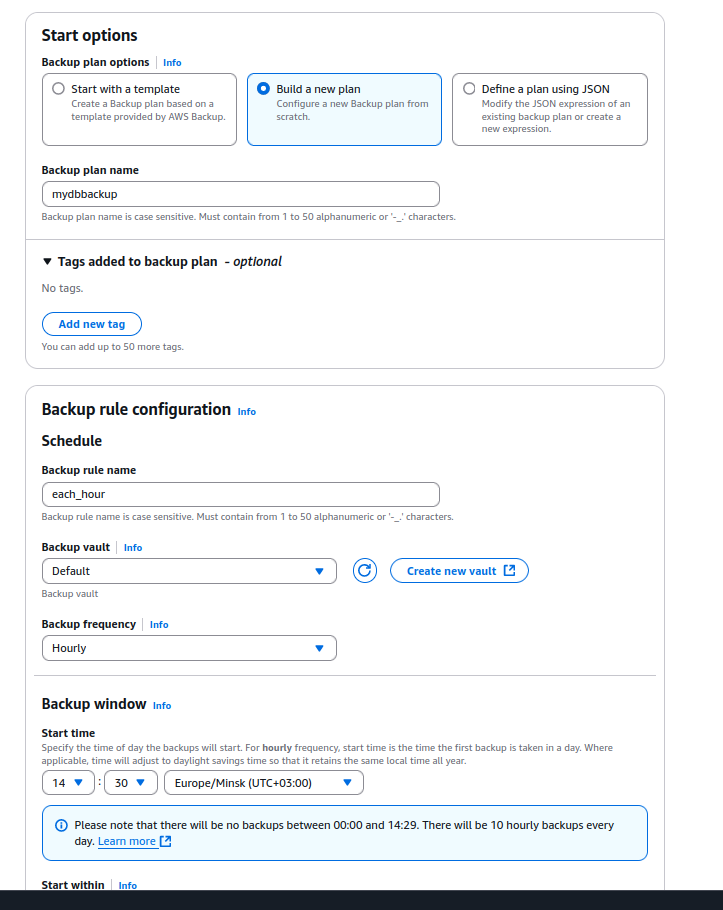 Start options
Backup plan options Info
Start with a template
Create a Backup plan based on a
template provided by AWS Backup.
Build a new plan
Configure a new Backup plan from
scratch.
Define a plan using JSON
Modify the JSON expression of an
existing backup plan or create a
new expression.
Backup plan name
mydbbackup
Backup plan name is case sensitive. Must contain from 1 to 50 alphanumeric or '-_.' characters.
Tags added to backup plan - optional
No tags.
Add new tag
You can add up to 50 more tags.
Backup rule configuration Info
Schedule
Backup rule name
each_hour
Backup rule name is case sensitive. Must contain from 1 to 50 alphanumeric or '-_.' characters.
Backup vault Info
Default
Create new vault
Backup vault
Backup frequency Info
Hourly
Backup window Info
Start time
Specify the time of day the backups will start. For hourly frequency, start time is the time the first backup is taken in a day. Where
applicable, time will adjust to daylight savings time so that it retains the same local time all year.
14 : 30 Europe/Minsk (UTC+03:00)
Please note that there will be no backups between 00:00 and 14:29. There will be 10 hourly backups every
day. Learn more
Start within Info